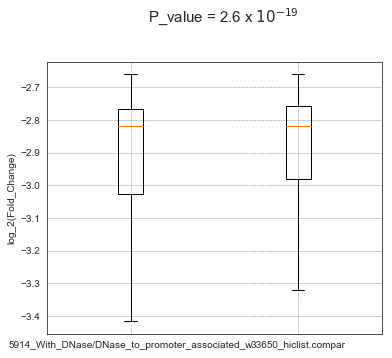 P_value = 2.6 x 10⁻¹⁹
−2.7
−2.8
−2.9
−3.0
−3.1
−3.2
−3.3
−3.4
log_2(Fold_Change)
5914_With_DNase/DNase_to_promoter_associated_w33650_hiclist.compar